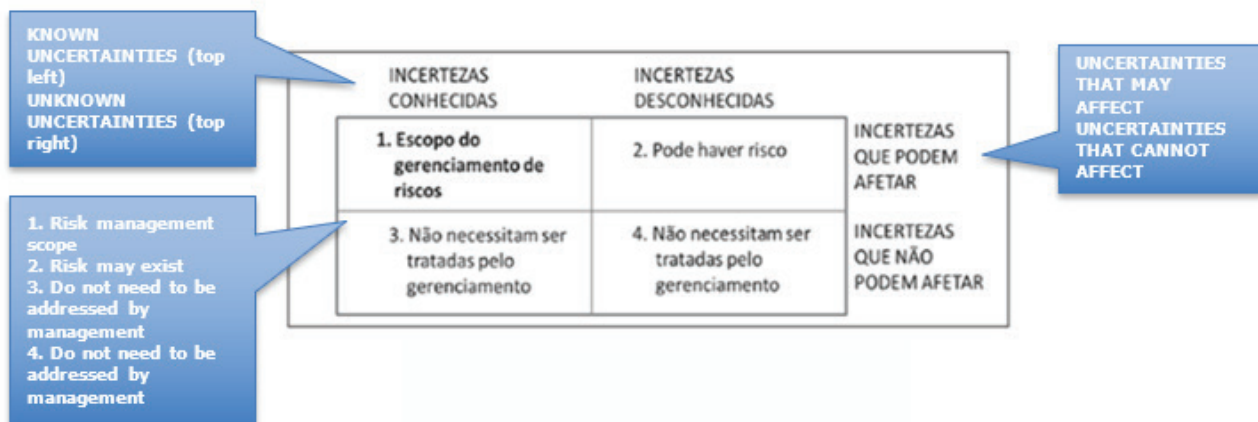 KNOWN
UNCERTAINTIES (top
left)
UNKNOWN
UNCERTAINTIES (top
right)
INCERTEZAS
CONHECIDAS
INCERTEZAS
DESCONHECIDAS
UNCERTAINTIES
THAT MAY
AFFECT
UNCERTAINTIES
THAT CANNOT
AFFECT
1. Escopo do
gerenciamento de
riscos
2. Pode haver risco
INCERTEZAS
QUE PODEM
AFETAR
1. Risk management
scope
2. Risk may exist
3. Do not need to be
addressed by
management
4. Do not need to be
addressed by
management
3. Não necessitam ser
tratadas pelo
gerenciamento
4. Não necessitam ser
tratadas pelo
gerenciamento
INCERTEZAS
QUE NÃO
PODEM AFETAR